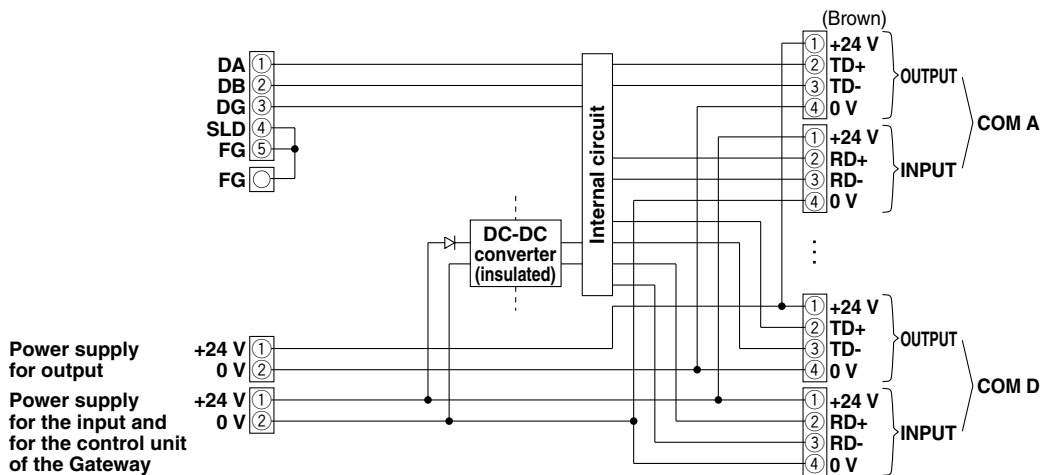 (Brown)
DA ①
DB ②
DG ③
SLD ④
FG ⑤
FG
Internal circuit
DC-DC
converter
(insulated)
① +24 V
② TD+
③ TD-
④ 0 V
OUTPUT
① +24 V
② RD+
③ RD-
④ 0 V
INPUT
COM A
① +24 V
② TD+
③ TD-
④ 0 V
OUTPUT
① +24 V
② RD+
③ RD-
④ 0 V
INPUT
COM D
Power supply
for output
+24 V ①
0 V ②
Power supply
for the input and
for the control unit
of the Gateway
+24 V ①
0 V ②